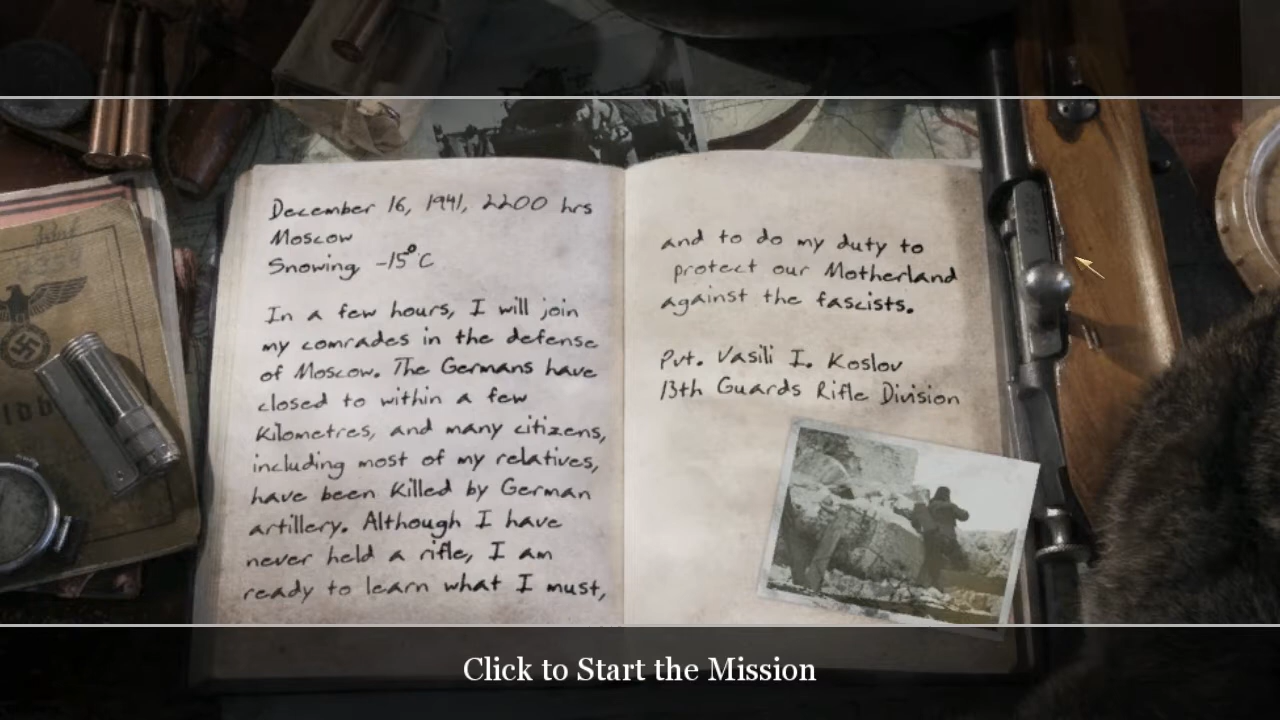 December 16, 1941, 2200 hrs
Moscow
Snowing -15°C
In a few hours, I will join
my comrades in the defense
of Moscow. The Germans have
closed to within a few
kilometres, and many citizens,
including most of my relatives,
have been killed by German
artillery. Although I have
never held a rifle, I am
ready to learn what I must,
and to do my duty to
protect our Motherland
against the fascists.
Pvt. Vasili I. Koslov
13th Guards Rifle Division
Click to Start the Mission